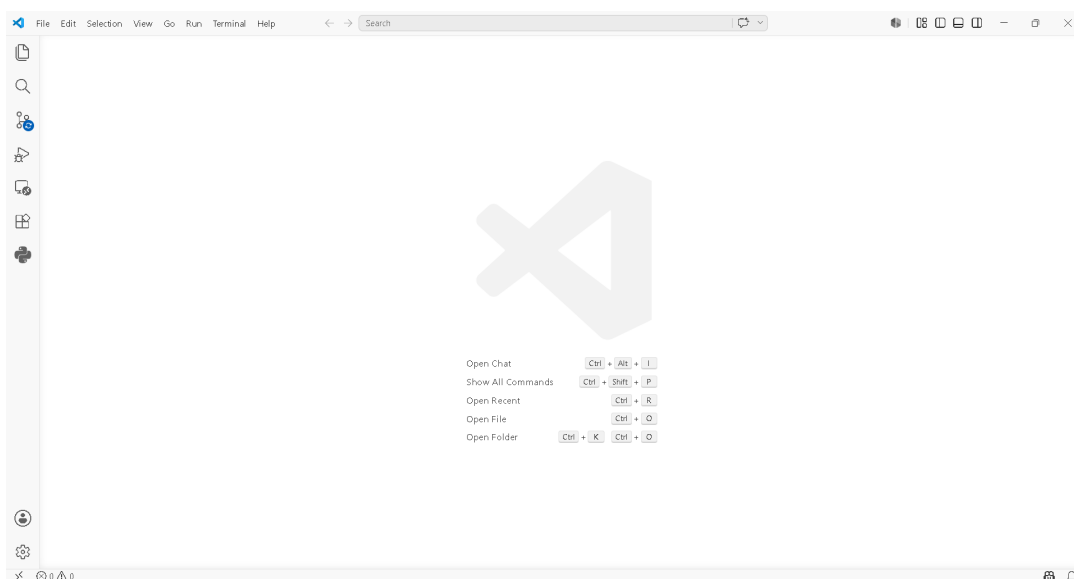 File Edit Selection View Go Run Terminal Help Search
Open Chat Ctrl + Alt + I
Show All Commands Ctrl + Shift + P
Open Recent Ctrl + R
Open File Ctrl + O
Open Folder Ctrl + K Ctrl + O
0 0